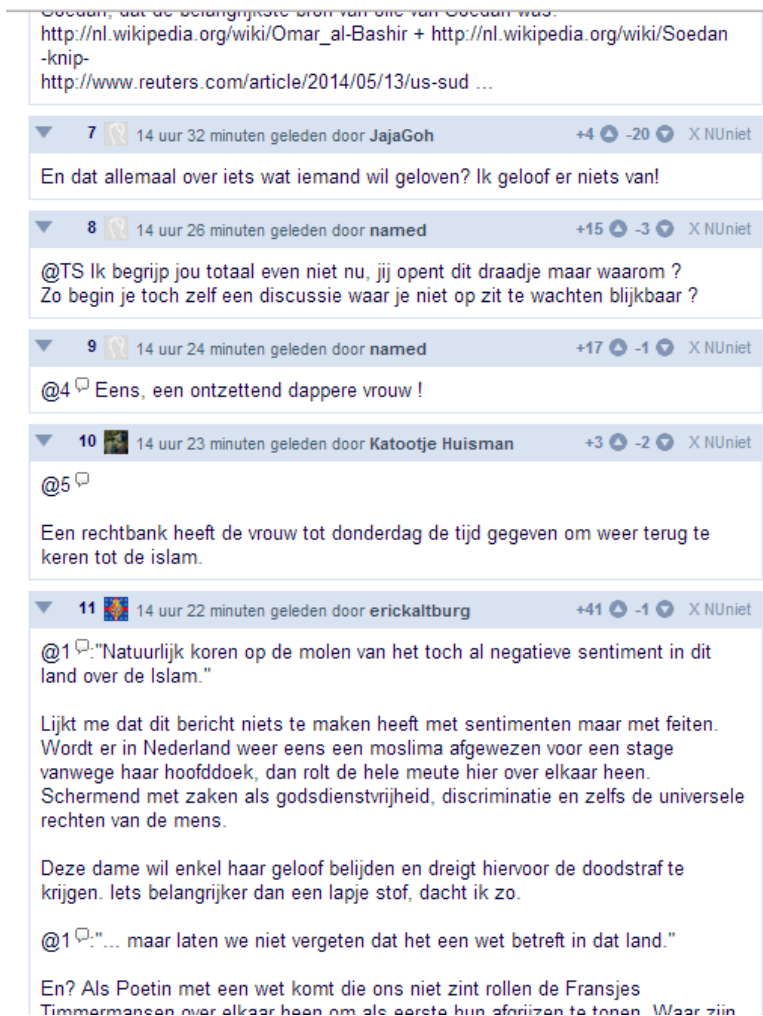 Soedan, dat de belangrijkste bron van olie van Soedan was.
http://nl.wikipedia.org/wiki/Omar_al-Bashir + http://nl.wikipedia.org/wiki/Soedan
-knip-
http://www.reuters.com/article/2014/05/13/us-sud ...
7 14 uur 32 minuten geleden door JajaGoh +4 -20 X NUniet
En dat allemaal over iets wat iemand wil geloven? Ik geloof er niets van!
8 14 uur 26 minuten geleden door named +15 -3 X NUniet
@TS Ik begrijp jou totaal even niet nu, jij opent dit draadje maar waarom ?
Zo begin je toch zelf een discussie waar je niet op zit te wachten blijkbaar ?
9 14 uur 24 minuten geleden door named +17 -1 X NUniet
@4 Eens, een ontzettend dappere vrouw !
10 14 uur 23 minuten geleden door Katootje Huisman +3 -2 X NUniet
@5
Een rechtbank heeft de vrouw tot donderdag de tijd gegeven om weer terug te
keren tot de islam.
11 14 uur 22 minuten geleden door erickaltburg +41 -1 X NUniet
@1 :"Natuurlijk koren op de molen van het toch al negatieve sentiment in dit
land over de Islam."
Lijkt me dat dit bericht niets te maken heeft met sentimenten maar met feiten.
Wordt er in Nederland weer eens een moslima afgewezen voor een stage
vanwege haar hoofddoek, dan rolt de hele meute hier over elkaar heen.
Schermend met zaken als godsdienstvrijheid, discriminatie en zelfs de universele
rechten van de mens.
Deze dame wil enkel haar geloof belijden en dreigt hiervoor de doodstraf te
krijgen. Iets belangrijker dan een lapje stof, dacht ik zo.
@1 :"... maar laten we niet vergeten dat het een wet betreft in dat land."
En? Als Poetin met een wet komt die ons niet zint rollen de Fransjes
Timmermansen over elkaar heen om als eerste hun afgrijzen te tonen. Waar zijn